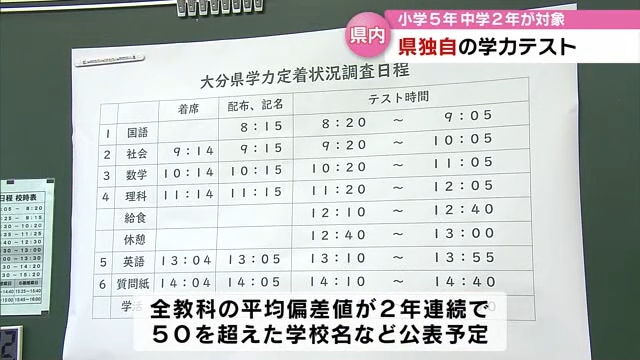 小学5年 中学2年が対象
県内
県独自の学力テスト
大分県学力定着状況調査日程
着席 配布、記名 テスト時間
1 国語 8:15 8:20 ～ 9:05
2 社会 9:14 9:15 9:20 ～ 10:05
3 数学 10:14 10:15 10:20 ～ 11:05
4 理科 11:14 11:15 11:20 ～ 12:05
給食 12:10 ～ 12:40
休憩 12:40 ～ 13:00
5 英語 13:04 13:05 13:10 ～ 13:55
6 質問紙 14:04 14:05 14:10 ～ 14:40
学活
日程 校時表
全教科の平均偏差値が2年連続で
50を超えた学校名など公表予定